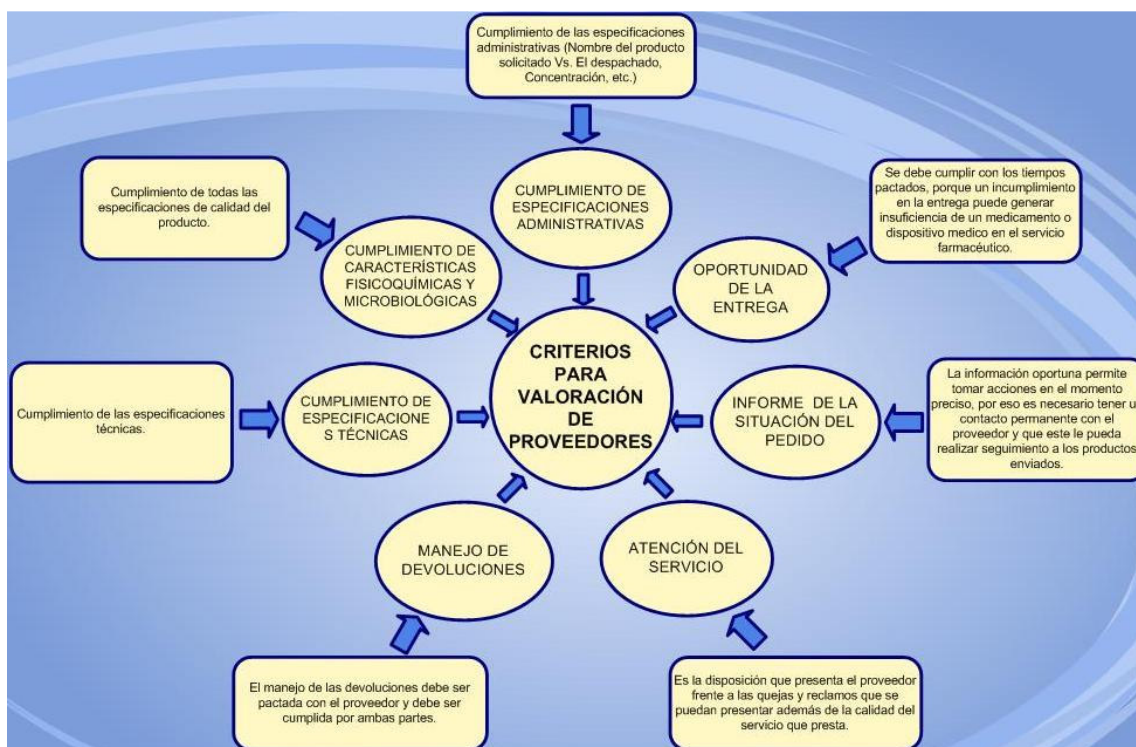 Cumplimiento de las especificaciones
administrativas (Nombre del producto
solicitado Vs. El despachado,
Concentración, etc.)
CUMPLIMIENTO DE
ESPECIFICACIONES
ADMINISTRATIVAS
Se debe cumplir con los tiempos
pactados, porque un incumplimiento
en la entrega puede generar
insuficiencia de un medicamento o
dispositivo medico en el servicio
farmacéutico.
OPORTUNIDAD
DE LA
ENTREGA
Cumplimiento de todas las
especificaciones de calidad del
producto.
CUMPLIMIENTO DE
CARACTERÍSTICAS
FISICOQUÍMICAS Y
MICROBIOLÓGICAS
CRITERIOS
PARA
VALORACIÓN
DE
PROVEEDORES
La información oportuna permite
tomar acciones en el momento
preciso, por eso es necesario tener u
contacto permanente con el
proveedor y que este le pueda
realizar seguimiento a los productos
enviados.
INFORME DE LA
SITUACIÓN DEL
PEDIDO
Cumplimiento de las especificaciones
técnicas.
CUMPLIMIENTO DE
ESPECIFICACIONE
S TÉCNICAS
MANEJO DE
DEVOLUCIONES
ATENCIÓN DEL
SERVICIO
El manejo de las devoluciones debe ser
pactada con el proveedor y debe ser
cumplida por ambas partes.
Es la disposición que presenta el proveedor
frente a las quejas y reclamos que se
puedan presentar además de la calidad del
servicio que presta.